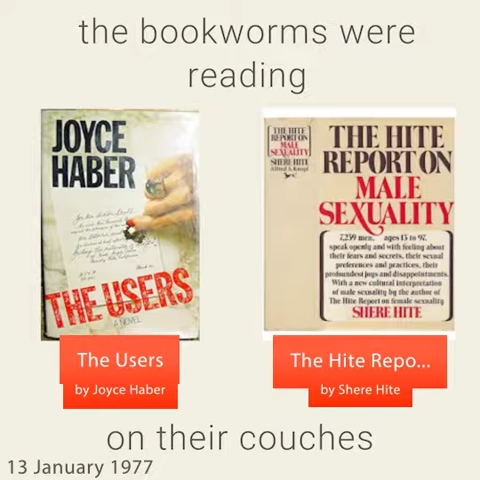 the bookworms were
reading
JOYCE
HABER
THE USERS
A NOVEL
THE HITE
REPORT ON
MALE
SEXUALITY
SHERE HITE
Alfred A. Knopf
THE HITE
REPORT ON
MALE
SEXUALITY
7,239 men, ages 13 to 97,
speak openly and with feeling about
their fears and secrets, their sexual
preferences and practices, their
profoundest joys and disappointments.
With a new cultural interpretation
of male sexuality by the author of
The Hite Report on female sexuality
SHERE HITE
The Users
by Joyce Haber
The Hite Repo...
by Shere Hite
on their couches
13 January 1977